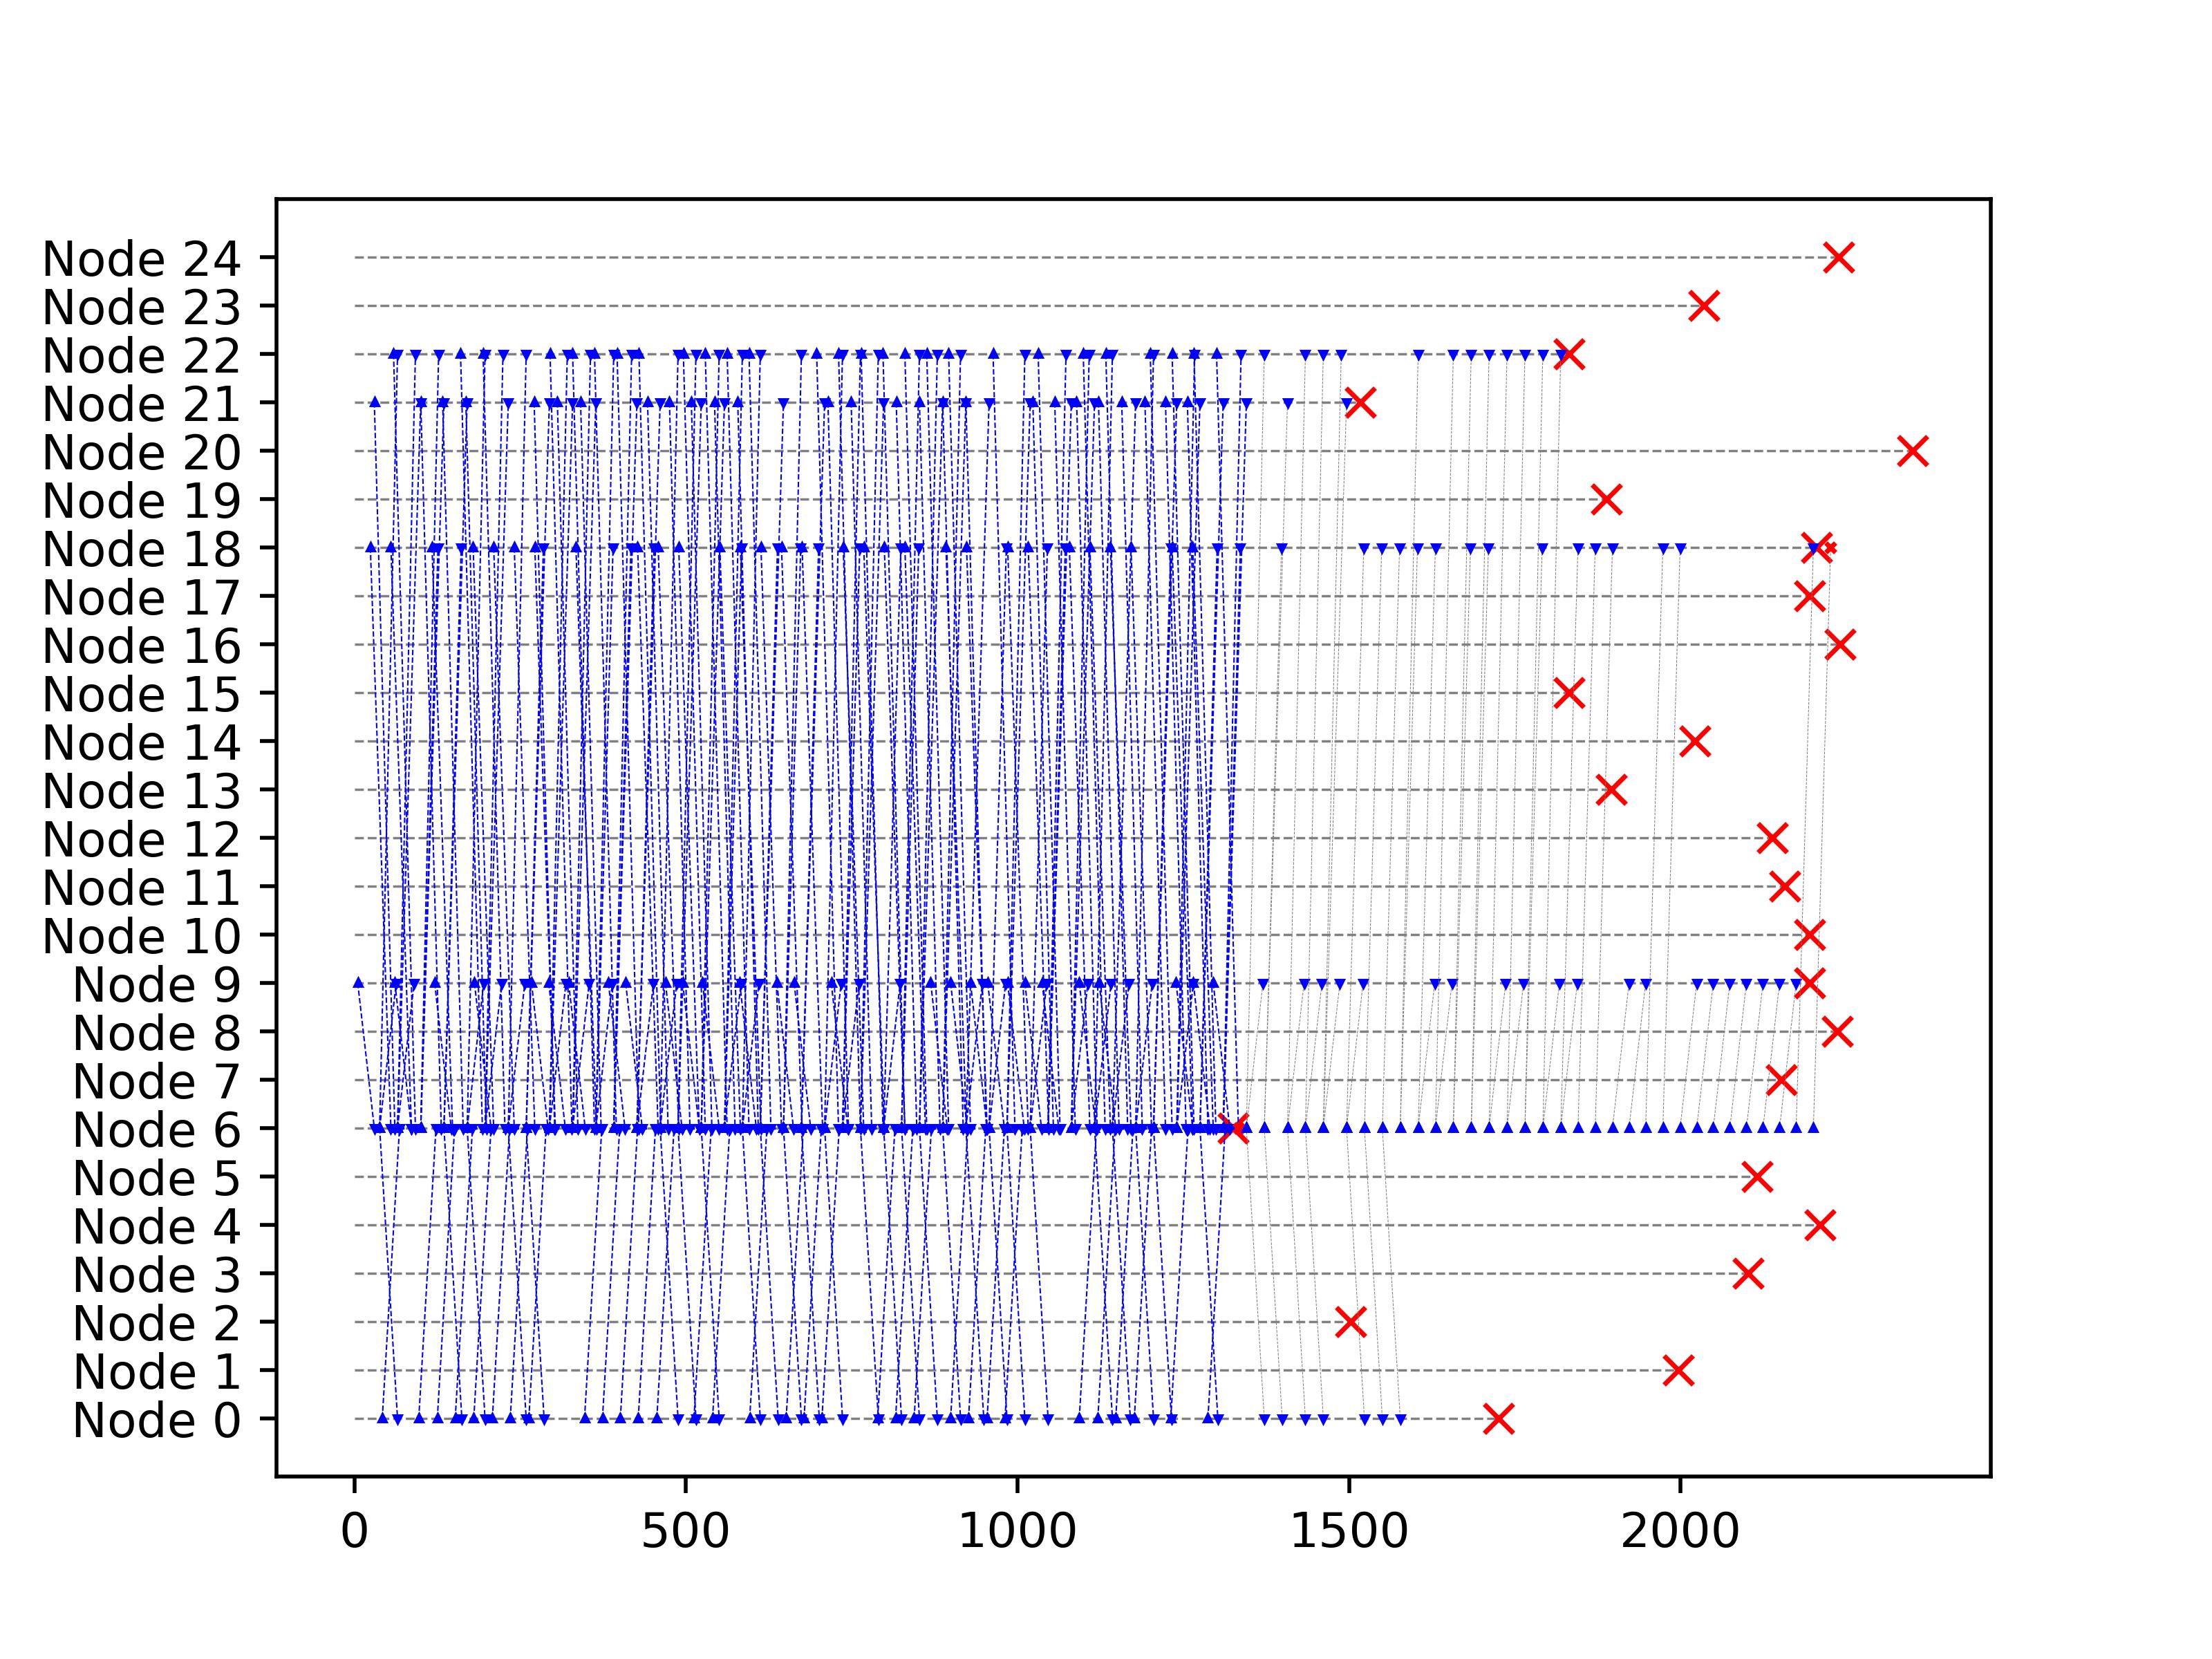 Node 24
Node 23
Node 22
Node 21
Node 20
Node 19
Node 18
Node 17
Node 16
Node 15
Node 14
Node 13
Node 12
Node 11
Node 10
Node 9
Node 8
Node 7
Node 6
Node 5
Node 4
Node 3
Node 2
Node 1
Node 0
0 500 1000 1500 2000